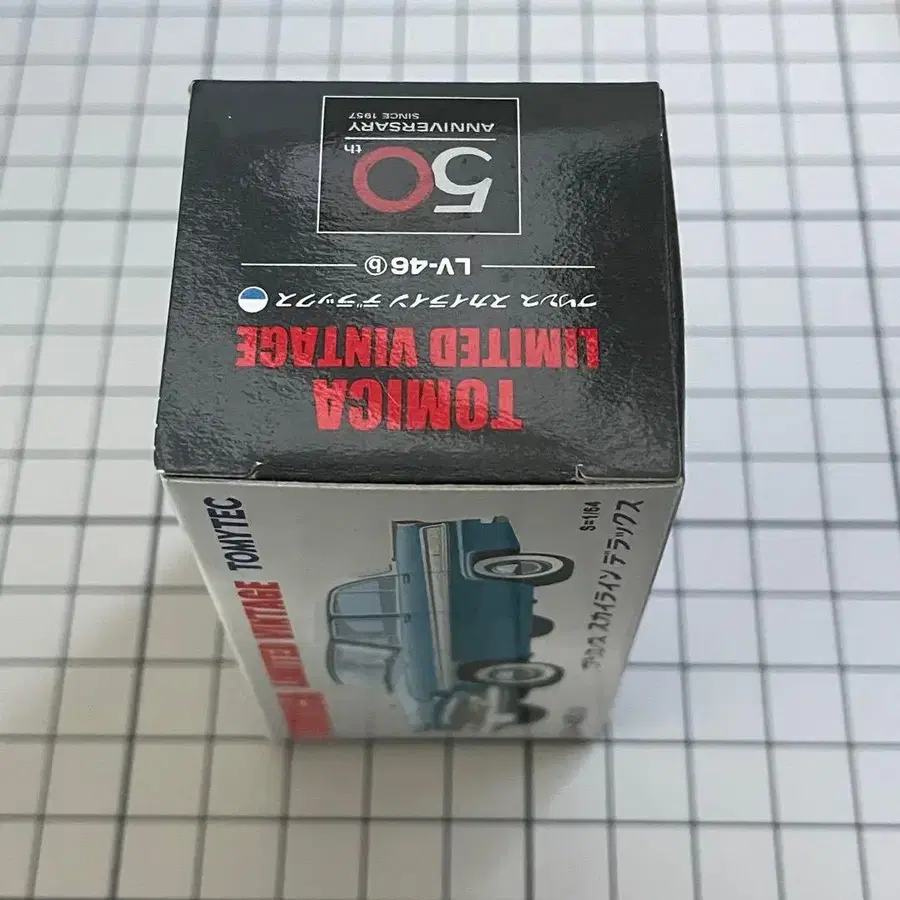 TOMICA
LIMITED VINTAGE
プリンス スカイライン デラックス
LV-46 ⓑ
50th
ANNIVERSARY
SINCE 1957
LIMITED VINTAGE TOMYTEC
S=1/64
プリンス スカイライン デラックス